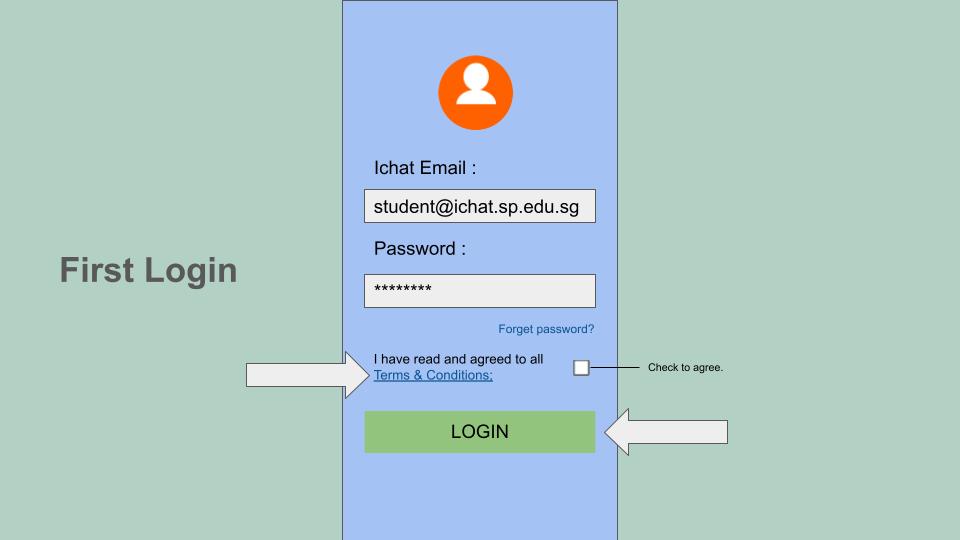 Ichat Email :
student@ichat.sp.edu.sg
Password :
First Login
********
Forget password?
I have read and agreed to all
Terms & Conditions;
Check to agree.
LOGIN